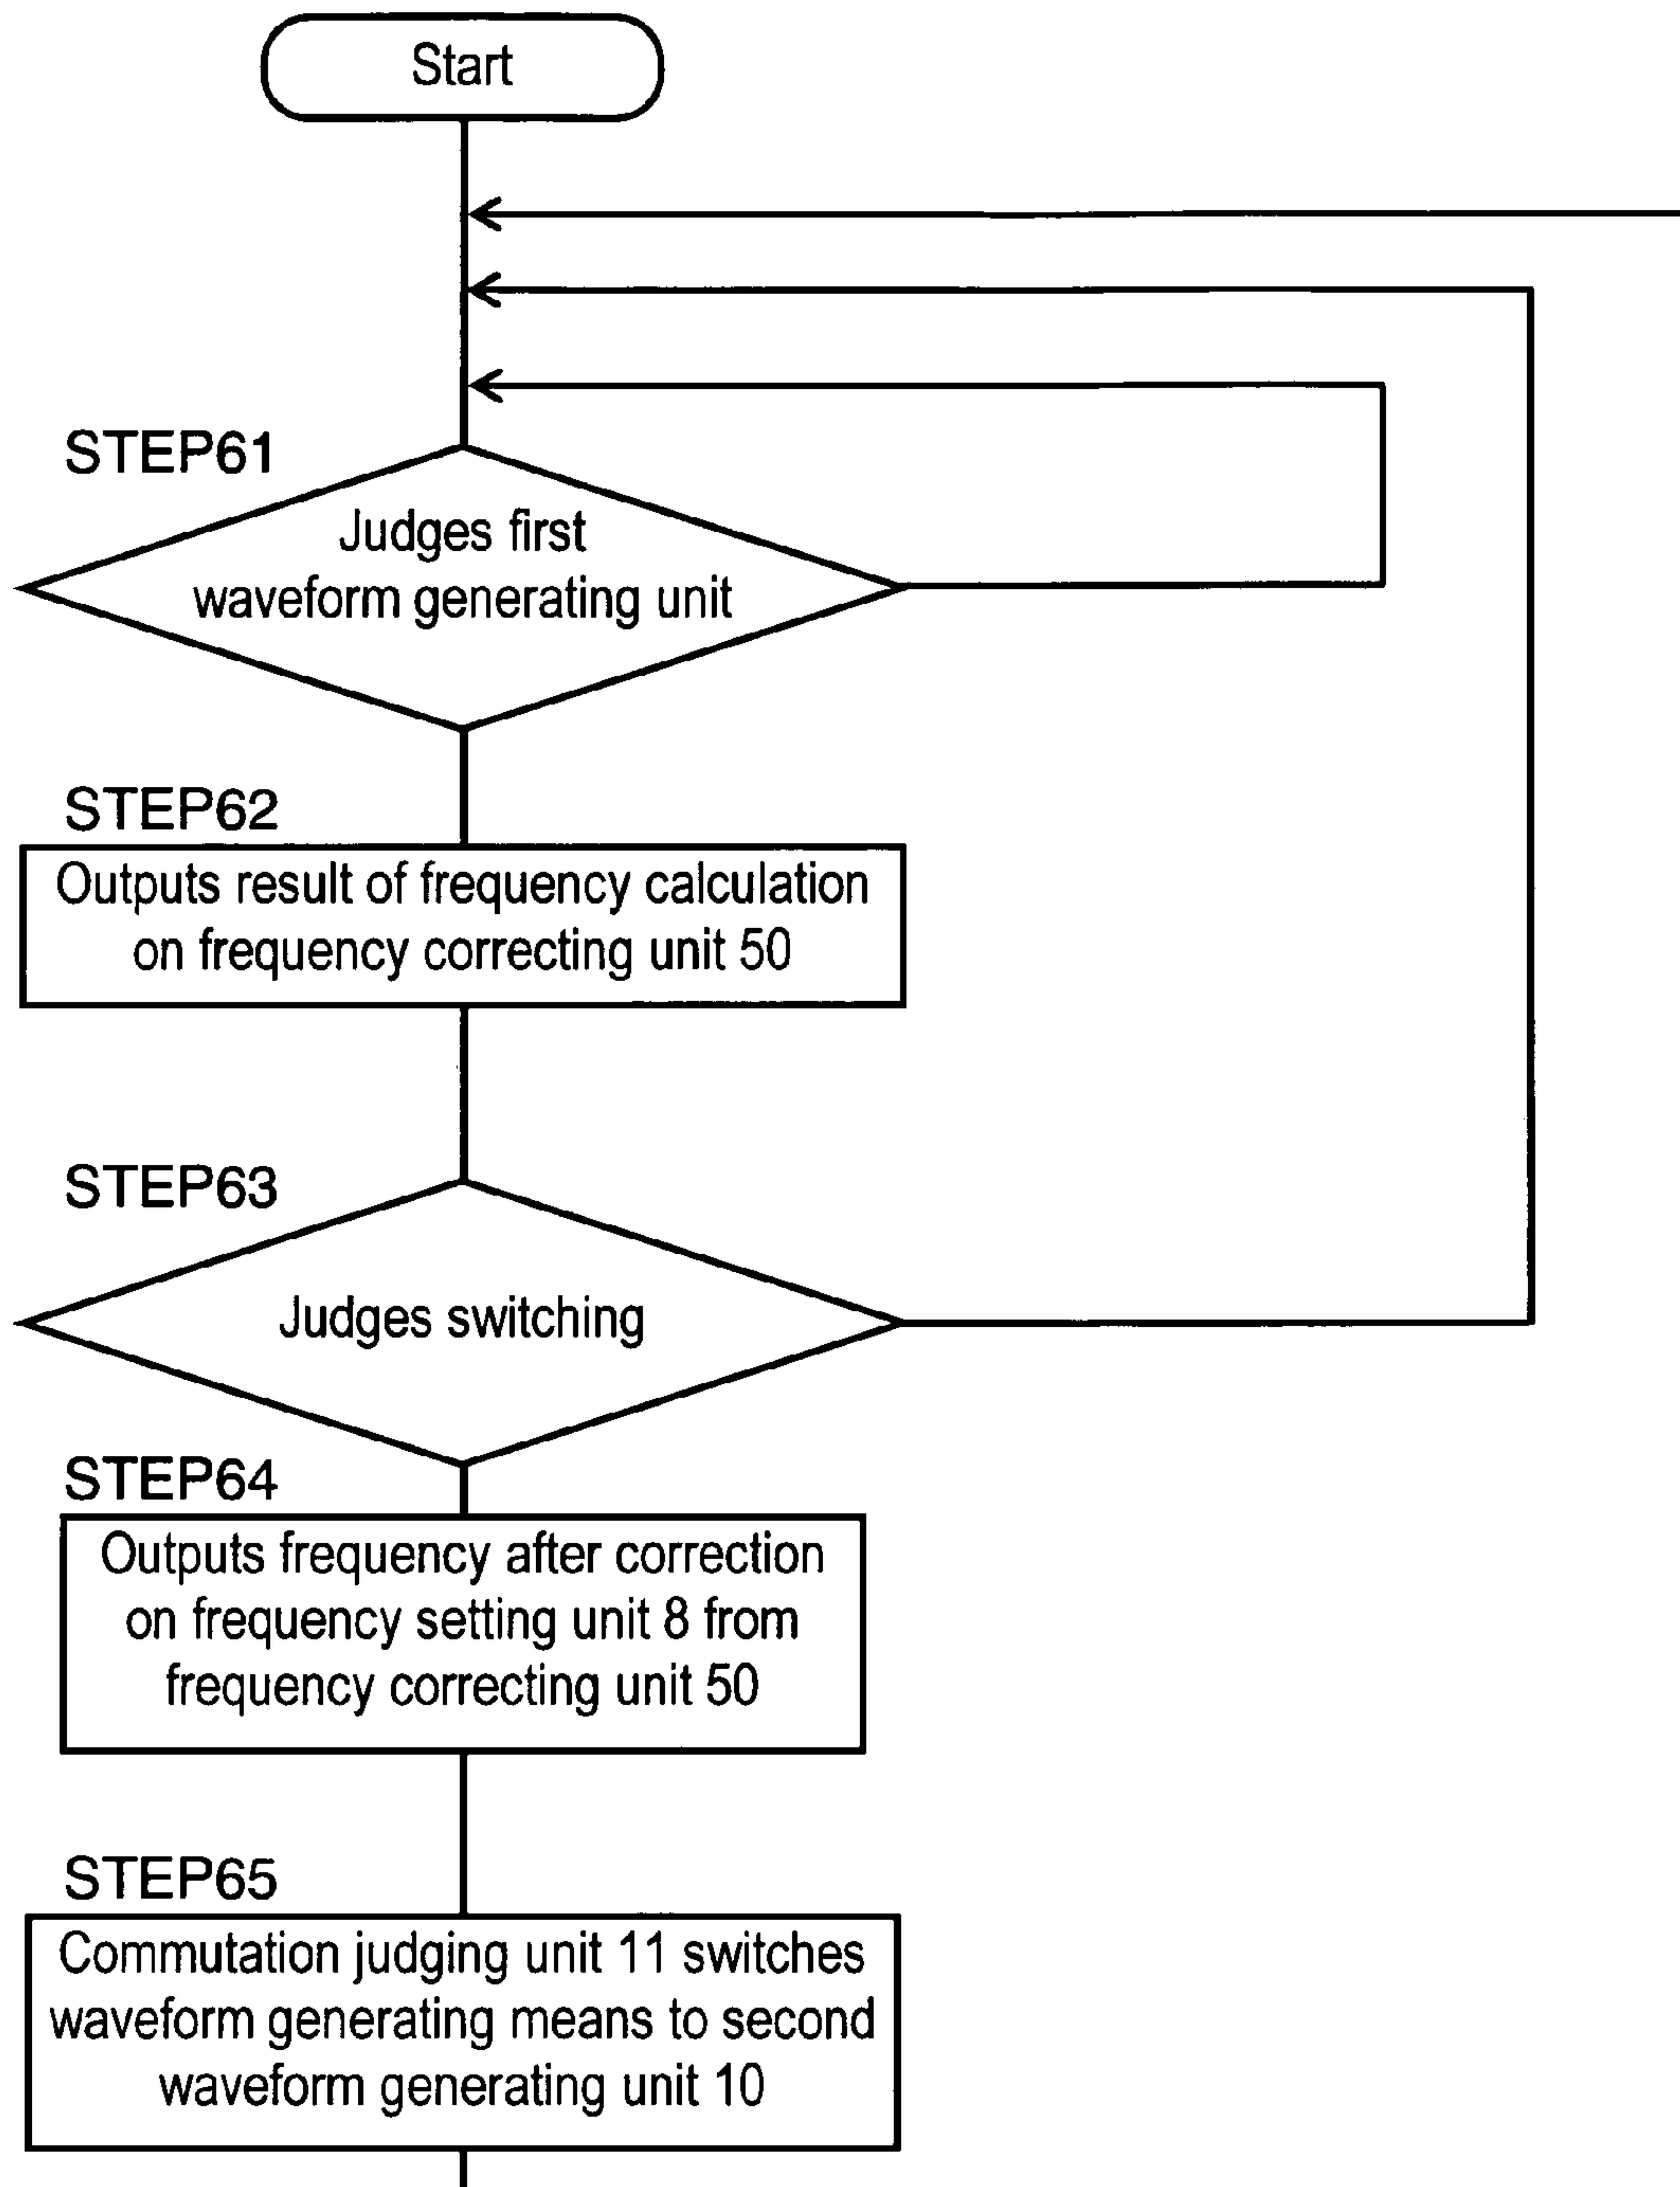 Start
STEP61
Judges first
waveform generating unit
STEP62
Outputs result of frequency calculation
on frequency correcting unit 50
STEP63
Judges switching
STEP64
Outputs frequency after correction
on frequency setting unit 8 from
frequency correcting unit 50
STEP65
Commutation judging unit 11 switches
waveform generating means to second
waveform generating unit 10